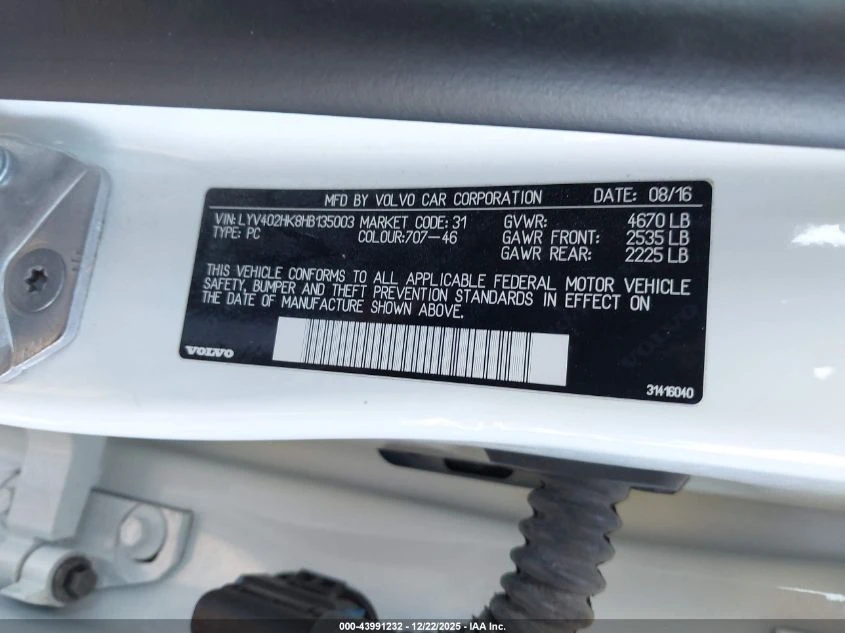 MFD BY VOLVO CAR CORPORATION DATE: 08/16
VIN: LYV402HK8HB135003 MARKET CODE: 31 GVWR: 4670 LB
TYPE: PC COLOUR:707-46 GAWR FRONT: 2535 LB
GAWR REAR: 2225 LB
THIS VEHICLE CONFORMS TO ALL APPLICABLE FEDERAL MOTOR VEHICLE
SAFETY, BUMPER AND THEFT PREVENTION STANDARDS IN EFFECT ON
THE DATE OF MANUFACTURE SHOWN ABOVE.
VOLVO
31416040
000-43991232 - 12/22/2025 - IAA Inc.